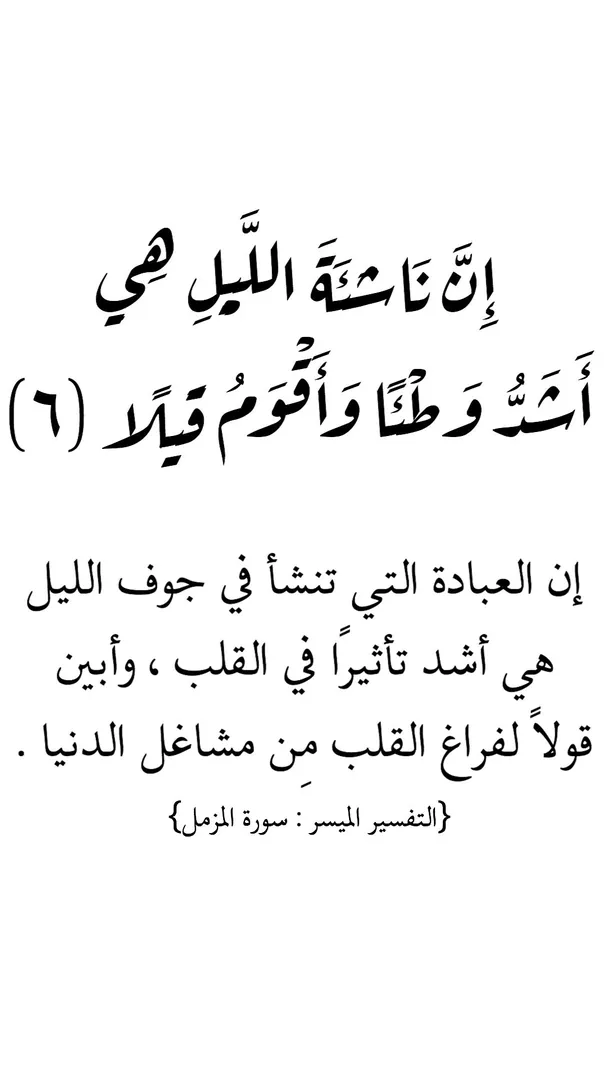 إِنَّ نَاشِئَةَ اللَّيْلِ هِيَ
أَشَدُّ وَطْئًا وَأَقْوَمُ قِيلًا (٦)
إن العبادة التي تنشأ في جوف الليل
هي أشد تأثيرًا في القلب ، وأبين
قولاً لفراغ القلب مِن مشاغل الدنيا .
{التفسير الميسر : سورة المزمل}